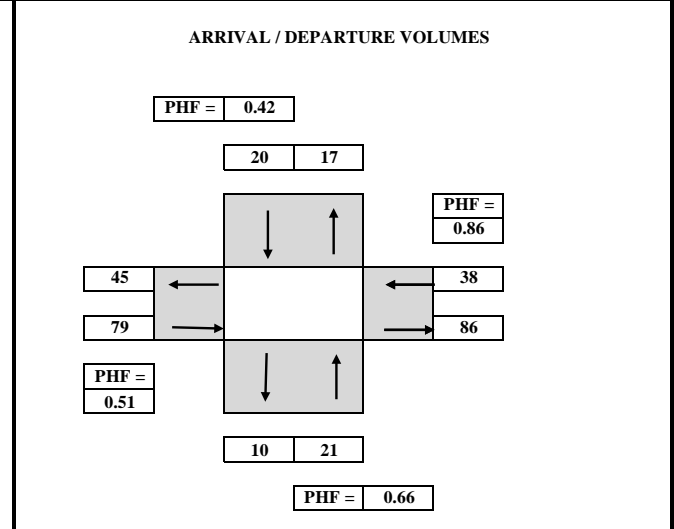 ARRIVAL / DEPARTURE VOLUMES
PHF = 0.42
20 17
PHF =
0.86
45 38
79 86
PHF =
0.51
10 21
PHF = 0.66